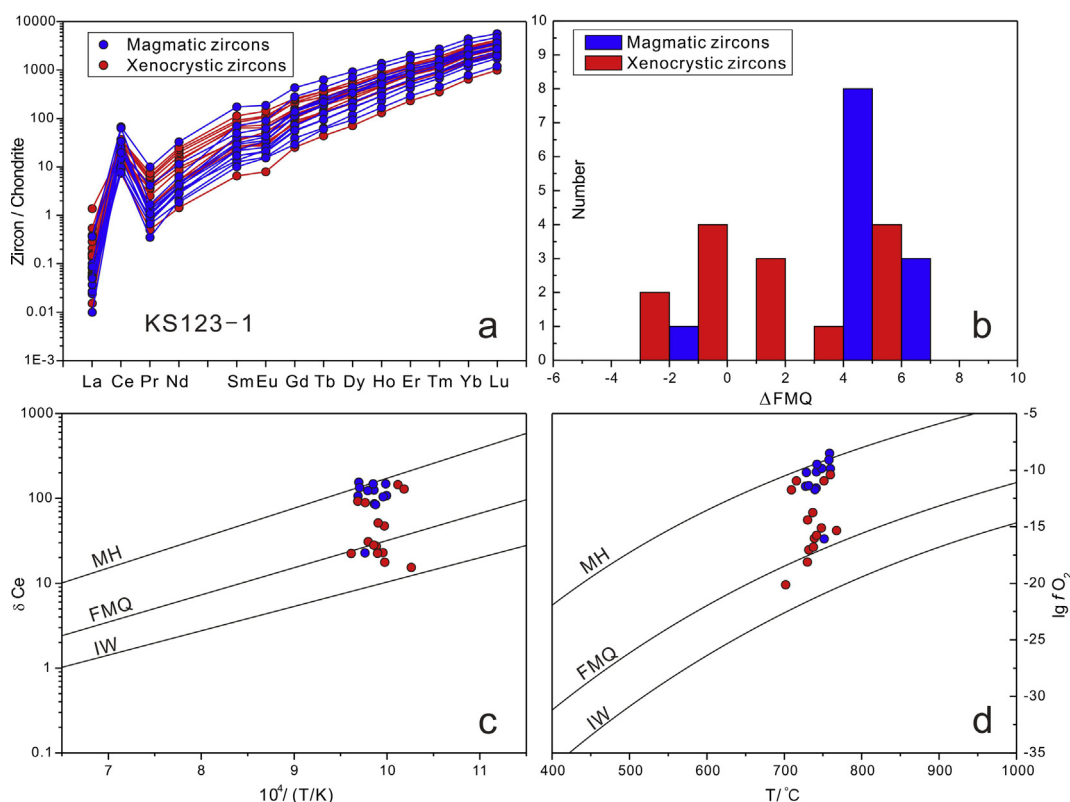 10000
1000
100
10
1
0.1
0.01
1E-3
Zircon / Chondrite
Magmatic zircons
Xenocrystic zircons
KS123-1
a
La Ce Pr Nd Sm Eu Gd Tb Dy Ho Er Tm Yb Lu
10
9
8
7
6
5
4
3
2
1
0
Number
Magmatic zircons
Xenocrystic zircons
b
-6 -4 -2 0 2 4 6 8 10
ΔFMQ
1000
100
10
1
0.1
δ Ce
MH
FMQ
IW
c
7 8 9 10 11
10⁴/ (T/K)
MH
FMQ
IW
d
-5
-10
-15
-20
-25
-30
-35
lg f O₂
400 500 600 700 800 900 1000
T/ °C